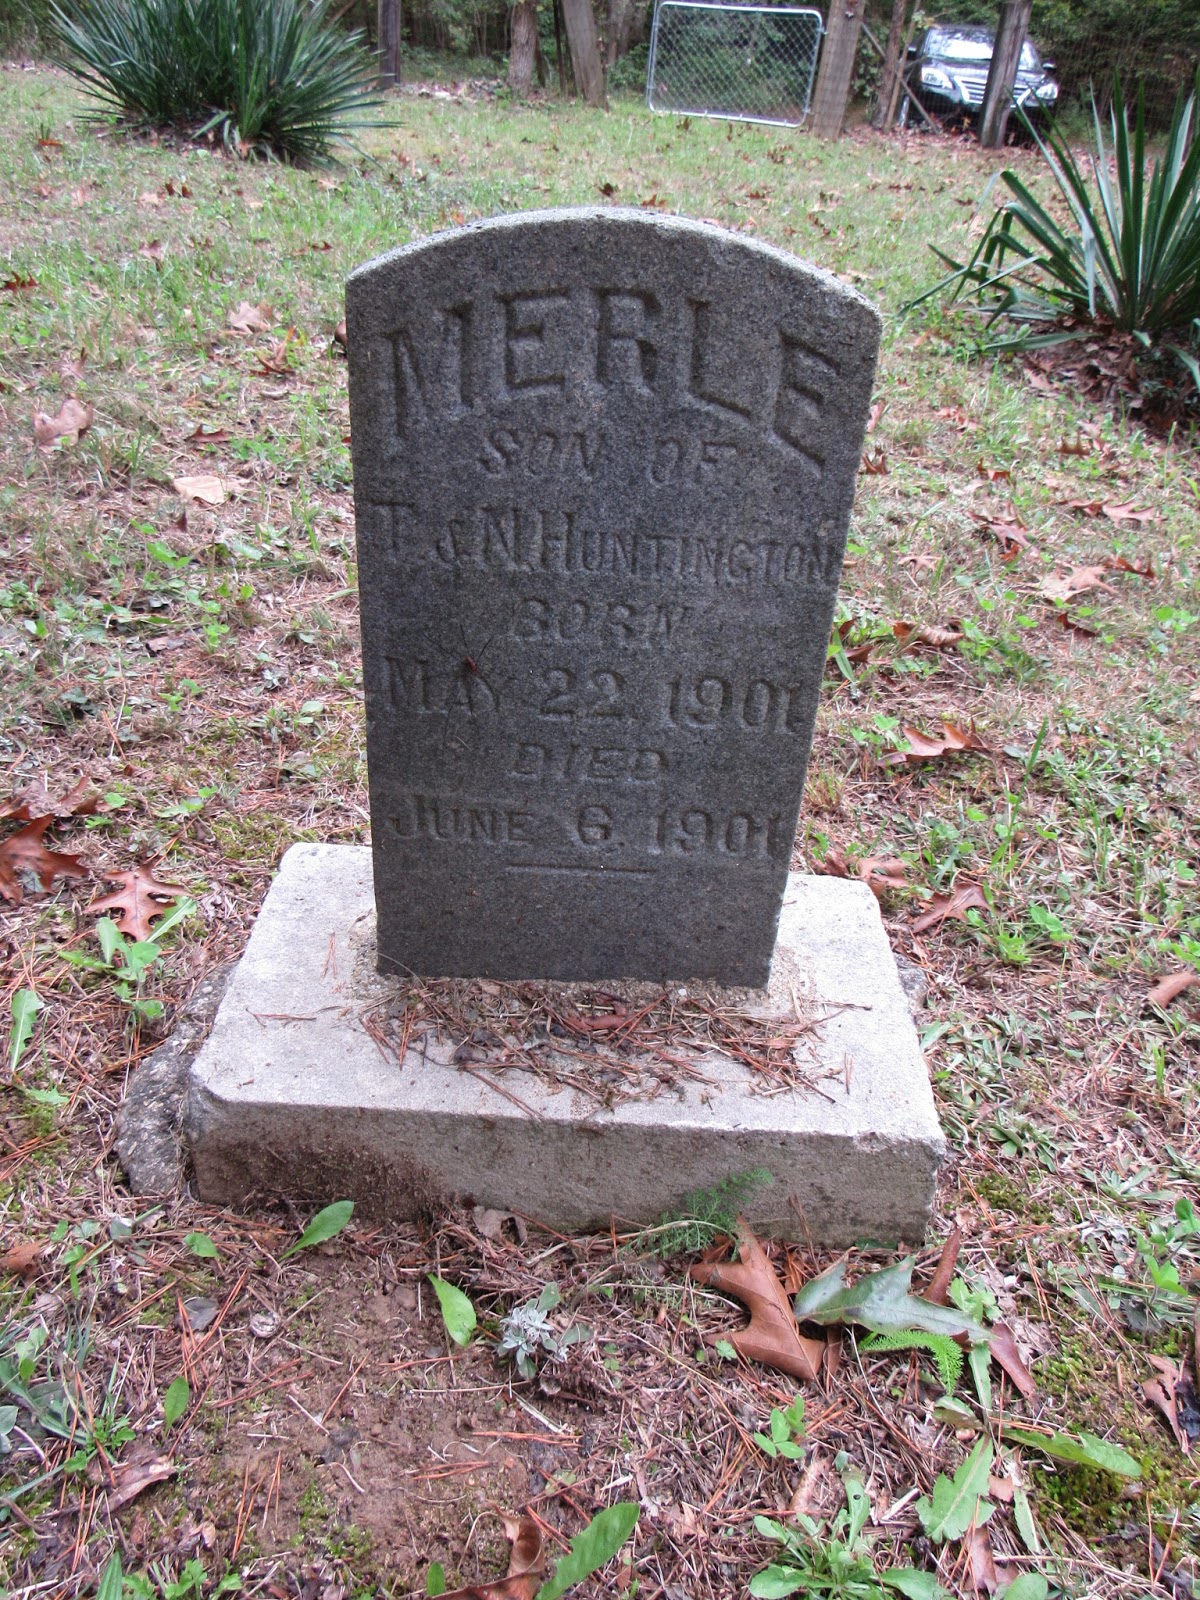 MERLE
SON OF
T. & N. HUNTINGTON
BORN
MAY 22, 1901.
DIED
JUNE 6, 1901.